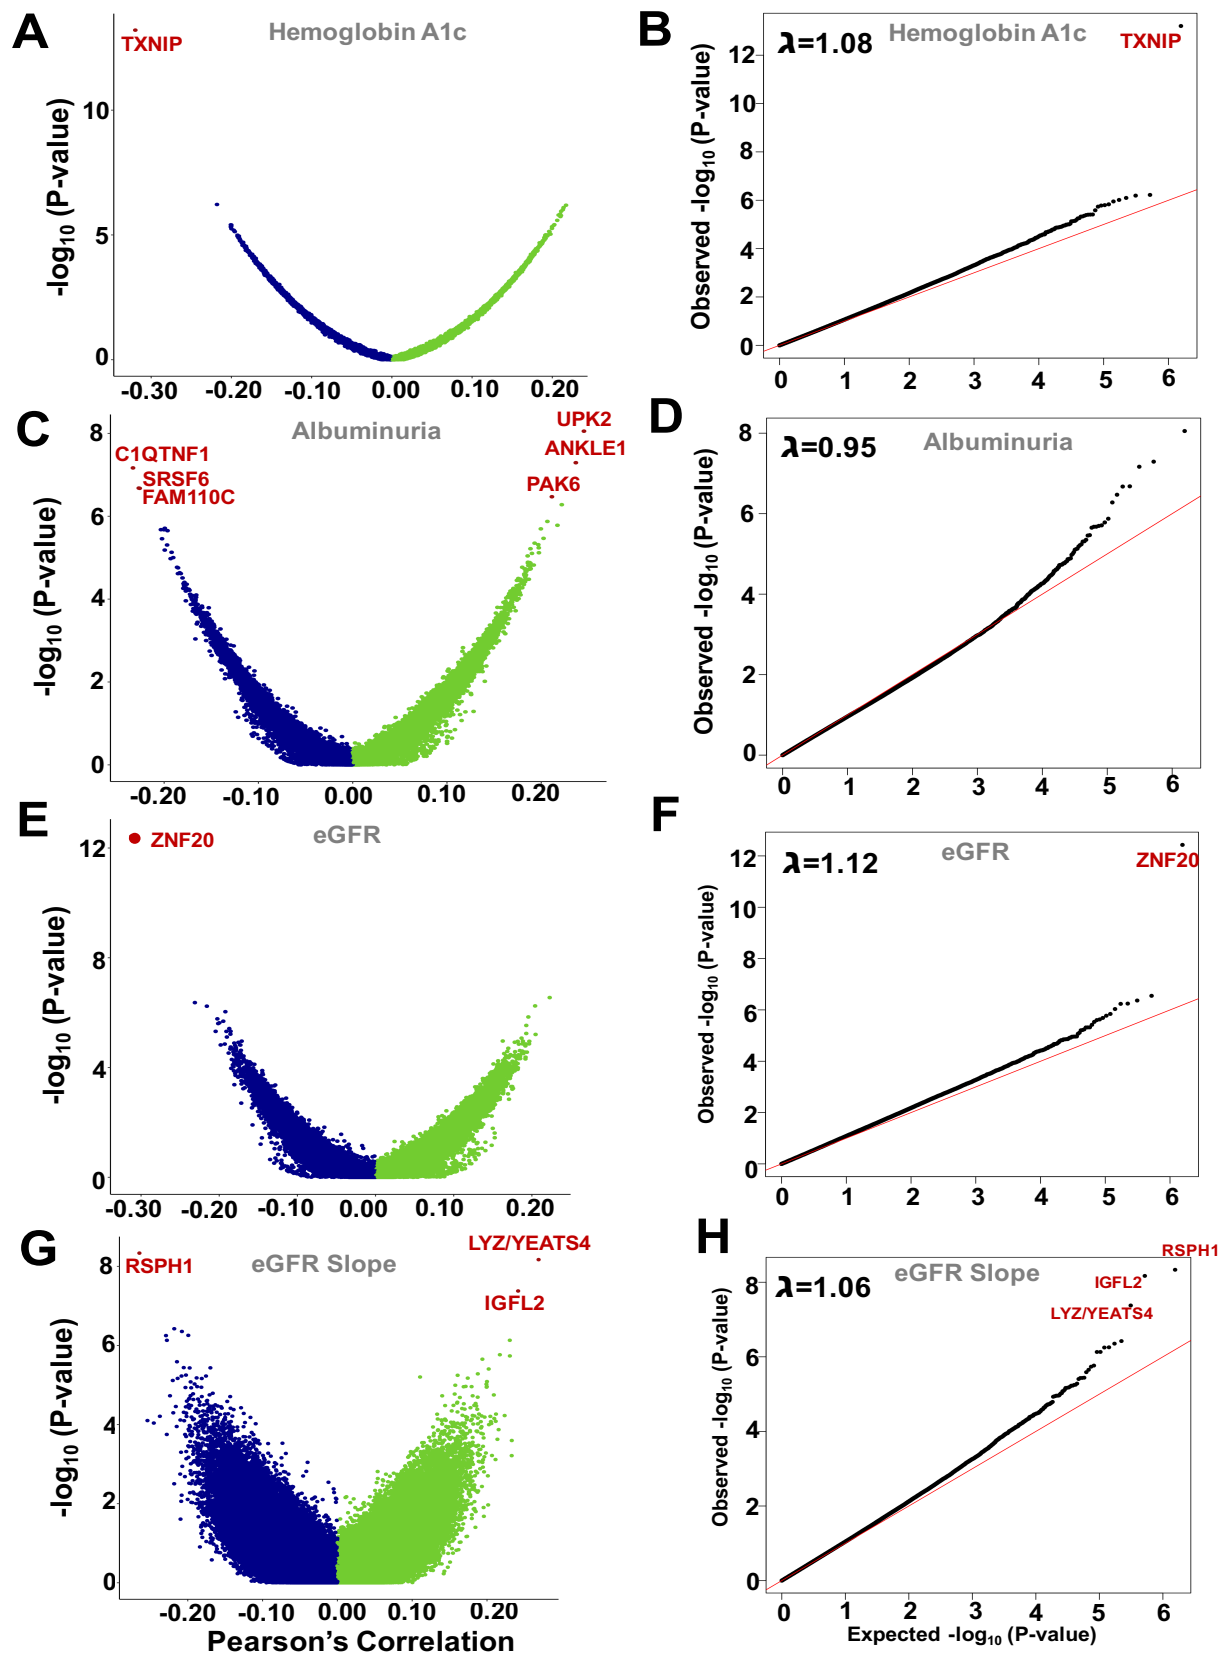 A
Hemoglobin A1c
TXNIP
-log10 (P-value)
10
5
0
-0.30
-0.20
-0.10
0.00
0.10
0.20
B
λ=1.08
Hemoglobin A1c
TXNIP
Observed -log10 (P-value)
12
10
8
6
4
2
0
0
1
2
3
4
5
6
C
Albuminuria
UPK2
ANKLE1
PAK6
C1QTNF1
SRSF6
FAM110C
-log10 (P-value)
8
6
4
2
0
-0.20
-0.10
0.00
0.10
0.20
D
λ=0.95
Albuminuria
Observed -log10 (P-value)
8
6
4
2
0
0
1
2
3
4
5
6
E
ZNF20
eGFR
-log10 (P-value)
12
8
4
0
-0.30
-0.20
-0.10
0.00
0.10
0.20
F
λ=1.12
eGFR
ZNF20
Observed -log10 (P-value)
12
10
8
6
4
2
0
0
1
2
3
4
5
6
G
eGFR Slope
RSPH1
LYZ/YEATS4
IGFL2
-log10 (P-value)
8
6
4
2
0
-0.20
-0.10
0.00
0.10
0.20
Pearson's Correlation
H
λ=1.06
eGFR Slope
RSPH1
IGFL2
LYZ/YEATS4
Observed -log10 (P-value)
8
6
4
2
0
0
1
2
3
4
5
6
Expected -log10 (P-value)